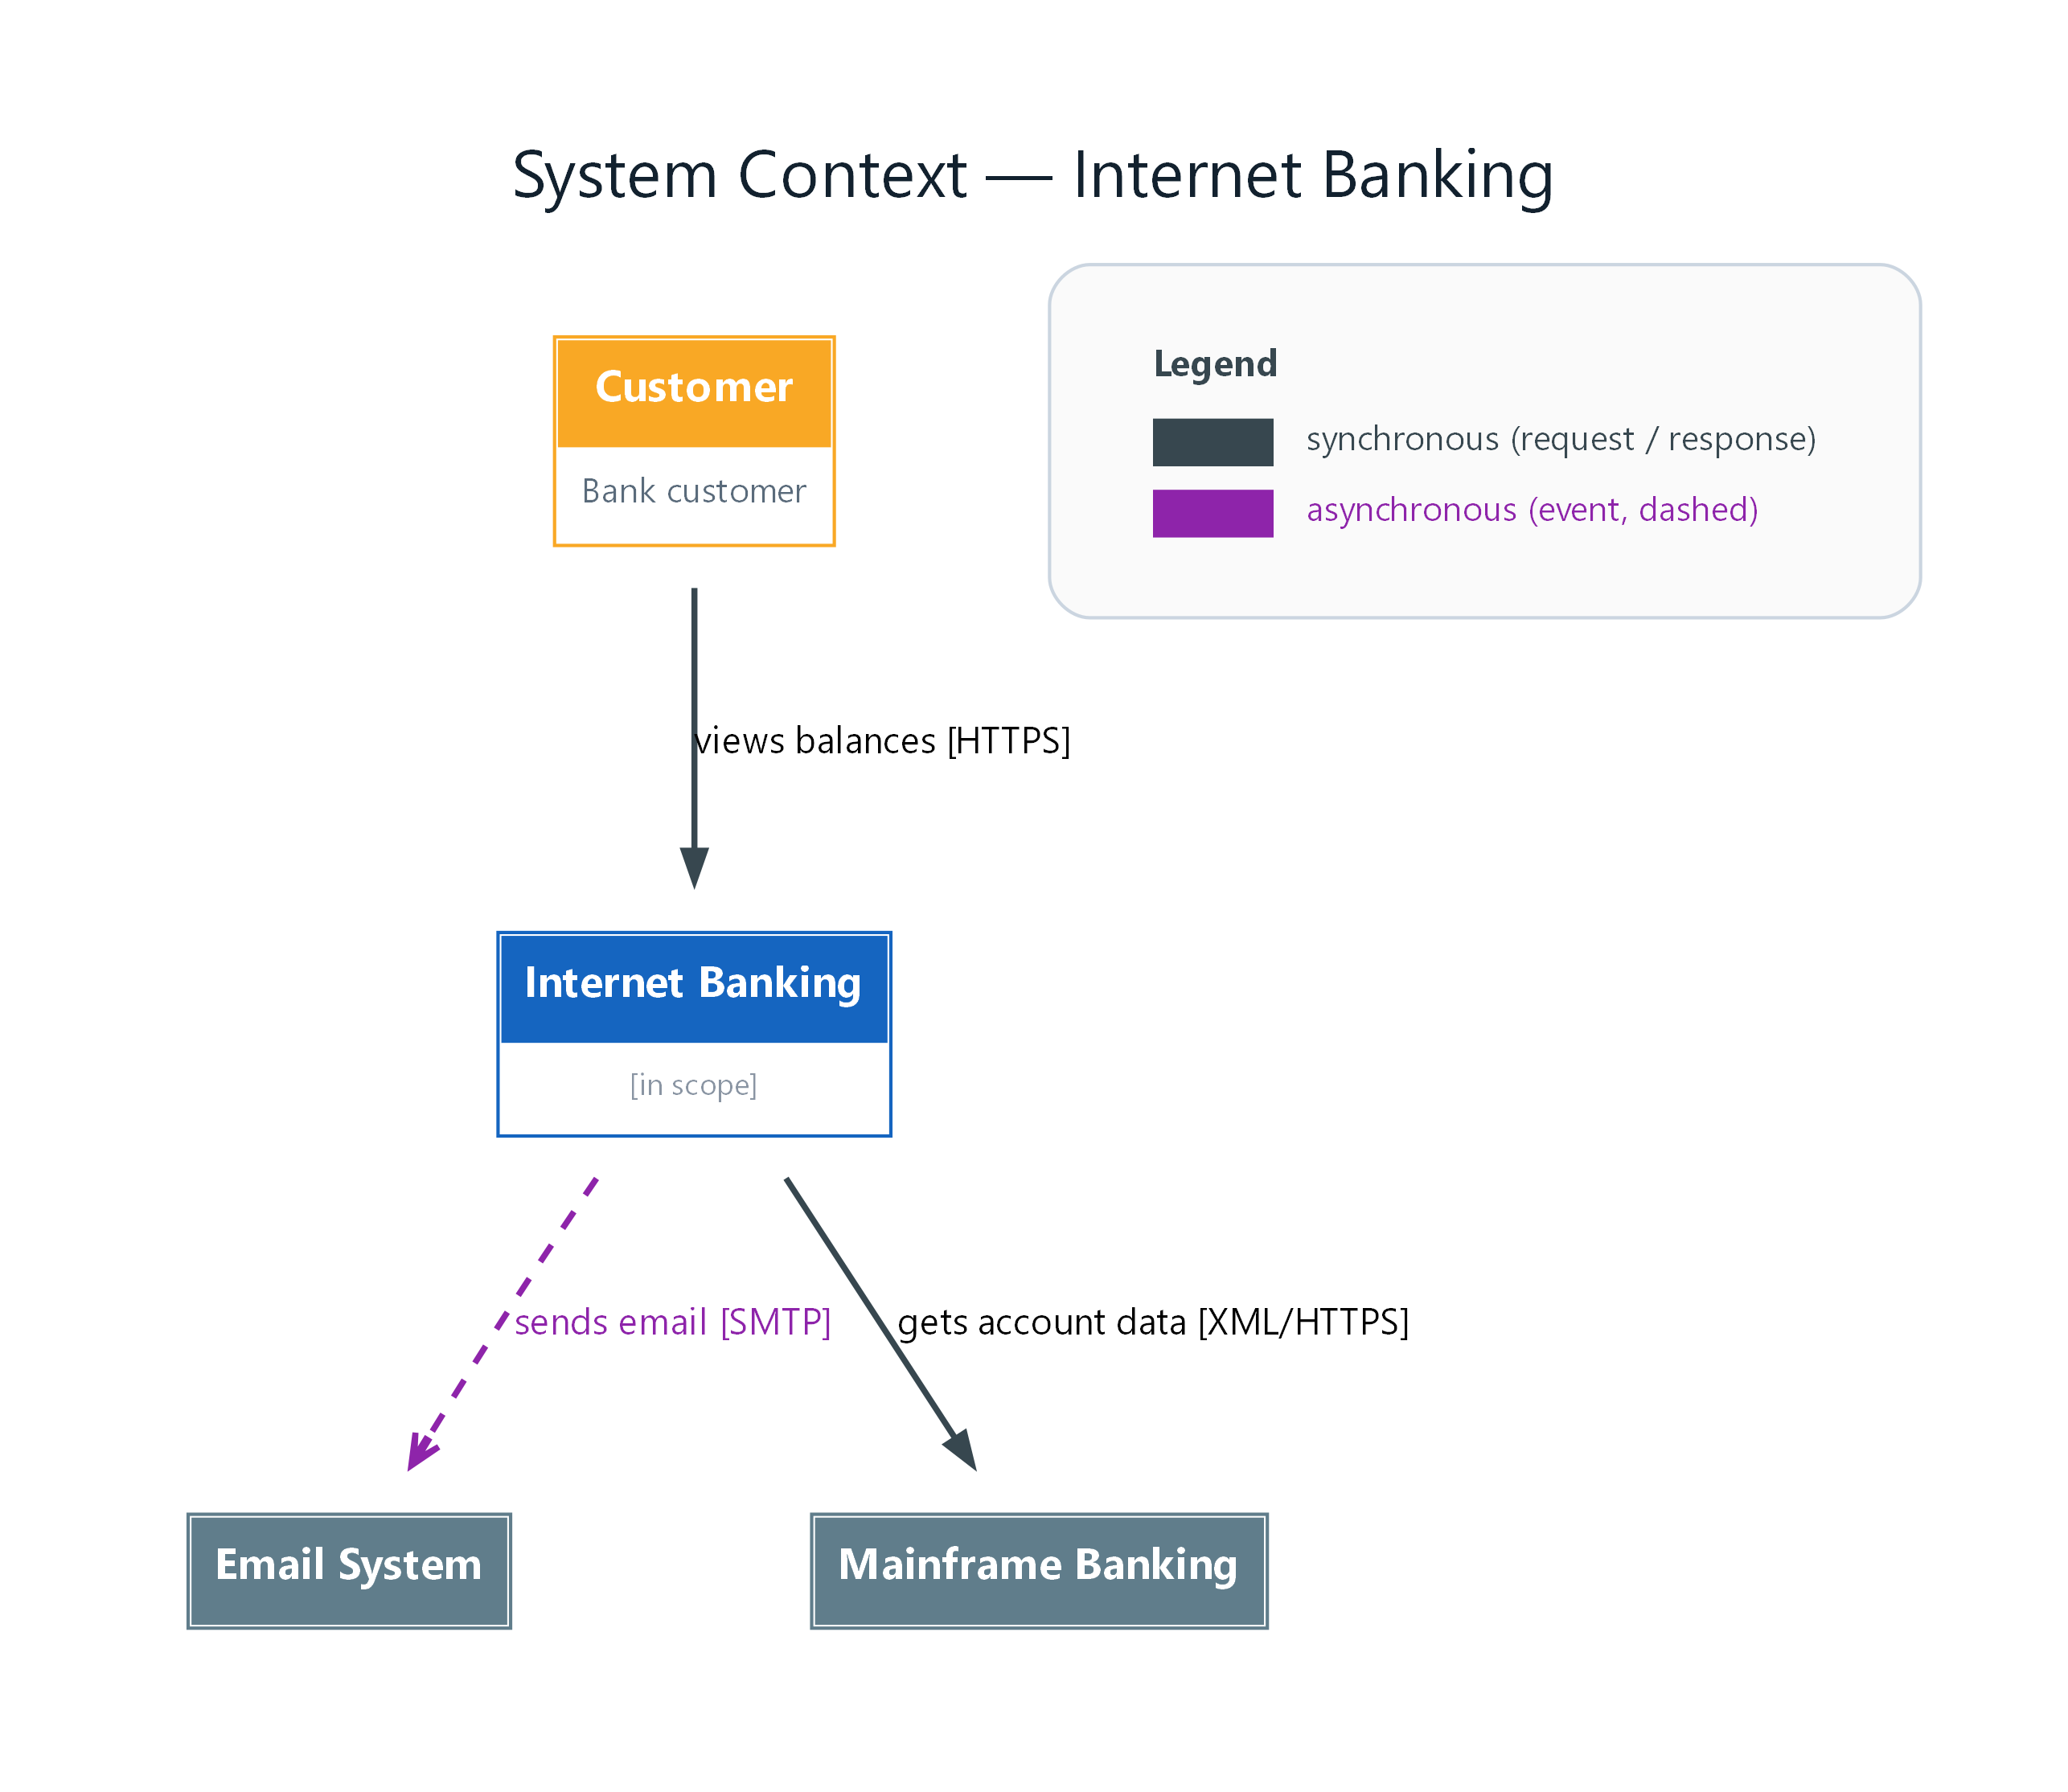 System Context — Internet Banking
Customer
Bank customer
Legend
synchronous (request / response)
asynchronous (event, dashed)
views balances [HTTPS]
Internet Banking
[in scope]
sends email [SMTP]
gets account data [XML/HTTPS]
Email System
Mainframe Banking